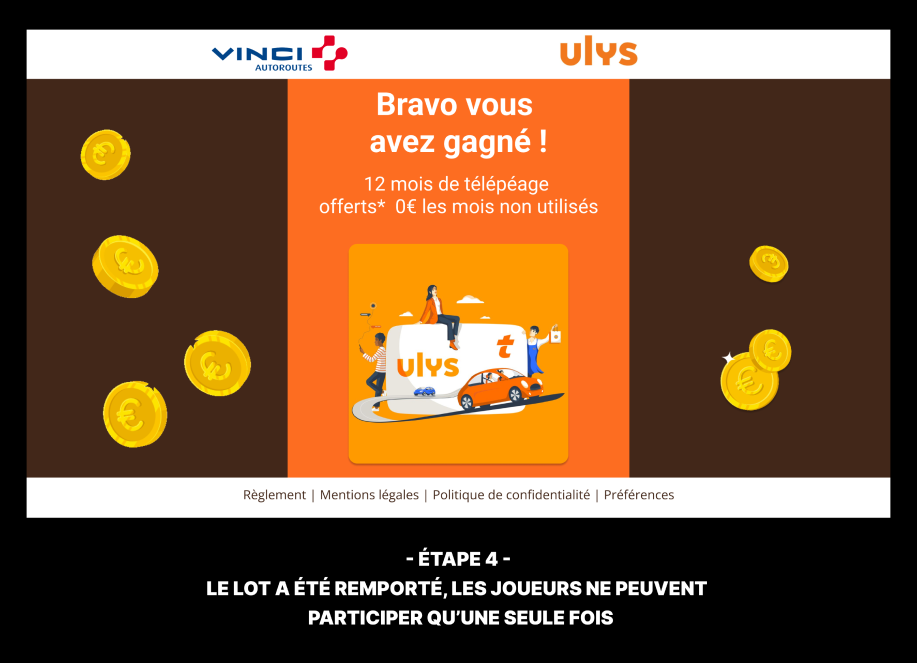 VINCI
AUTOROUTES
ulys
Bravo vous
avez gagné !
12 mois de télépéage
offerts* 0€ les mois non utilisés
ulys
t
Règlement | Mentions légales | Politique de confidentialité | Préférences
- ÉTAPE 4 -
LE LOT A ÉTÉ REMPORTÉ, LES JOUEURS NE PEUVENT
PARTICIPER QU’UNE SEULE FOIS